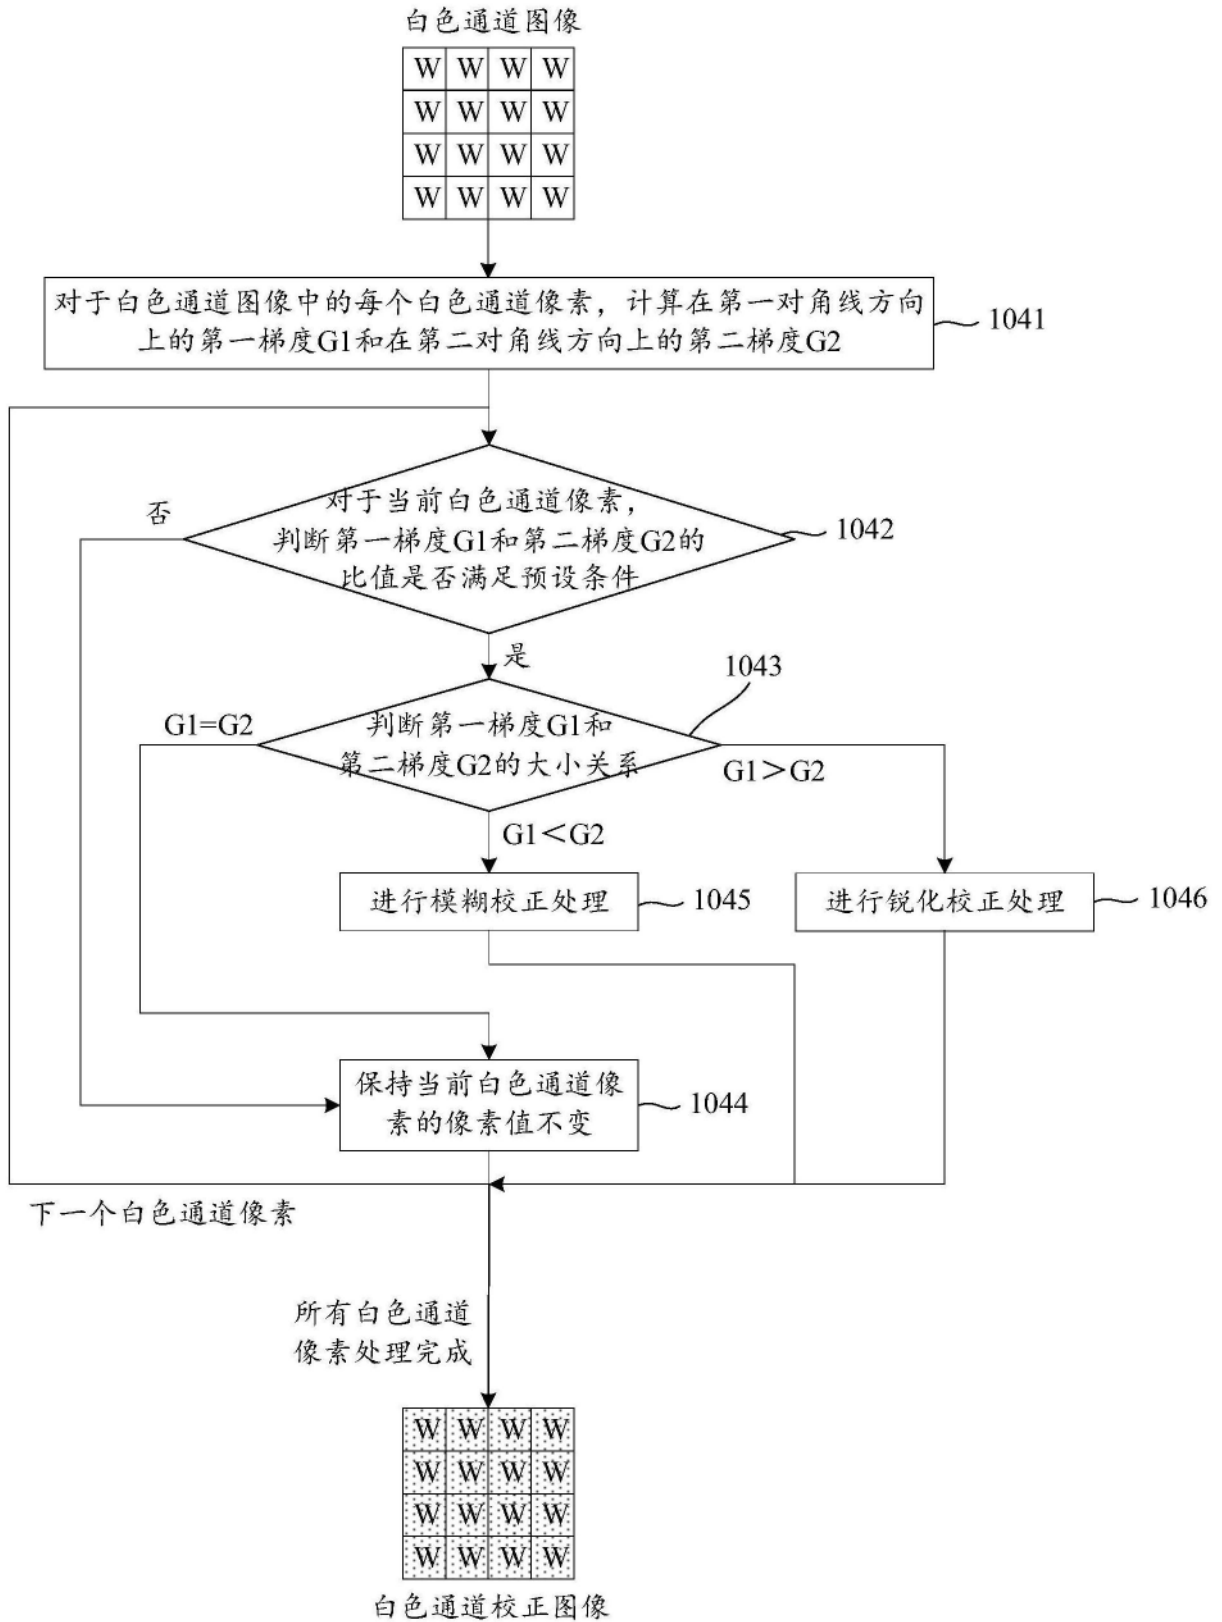 白色通道图像
W W W W
W W W W
W W W W
W W W W
对于白色通道图像中的每个白色通道像素，计算在第一对角线方向
上的第一梯度G1和在第二对角线方向上的第二梯度G2
1041
否
对于当前白色通道像素，
判断第一梯度G1和第二梯度G2的
比值是否满足预设条件
1042
是
1043
G1=G2
判断第一梯度G1和
第二梯度G2的大小关系
G1＞G2
G1＜G2
进行模糊校正处理
1045
进行锐化校正处理
1046
保持当前白色通道像
素的像素值不变
1044
下一个白色通道像素
所有白色通道
像素处理完成
W W W W
W W W W
W W W W
W W W W
白色通道校正图像